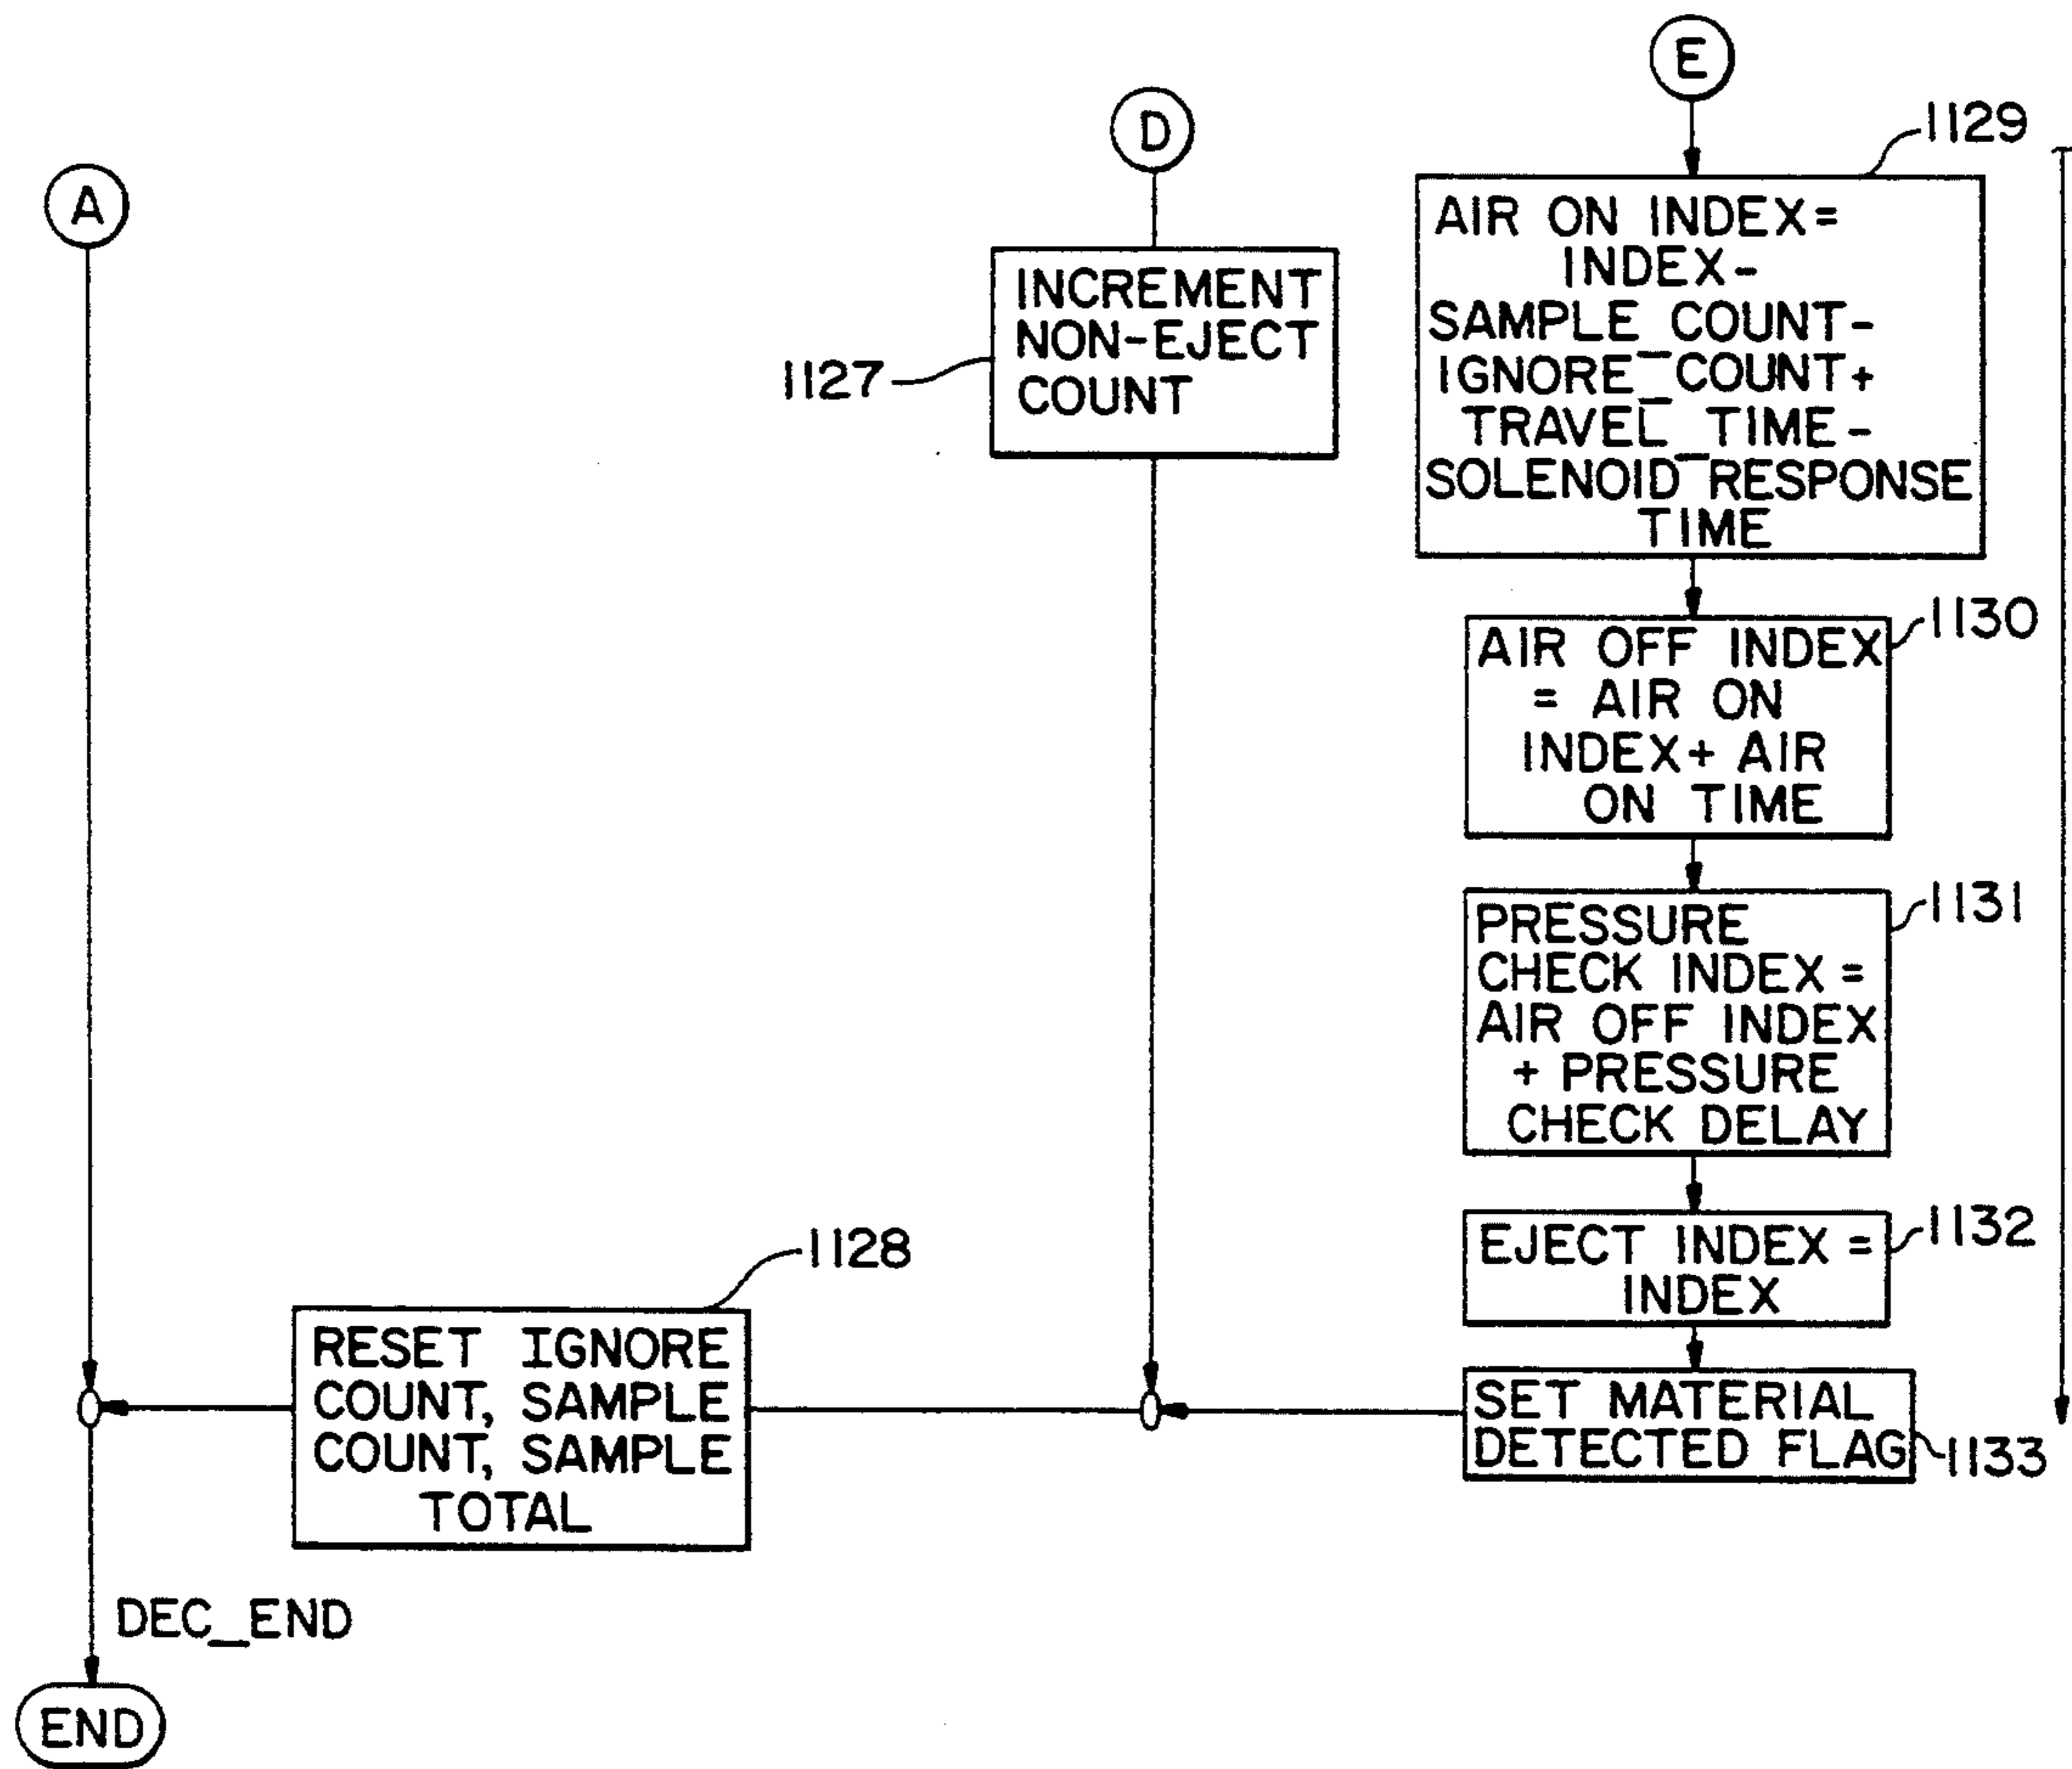 A
D
E
1127
INCREMENT
NON-EJECT
COUNT
1129
AIR ON INDEX=
INDEX-
SAMPLE_COUNT-
IGNORE_COUNT+
TRAVEL_TIME-
SOLENOID_RESPONSE
TIME
1130
AIR OFF INDEX
= AIR ON
INDEX+ AIR
ON TIME
1131
PRESSURE
CHECK INDEX=
AIR OFF INDEX
+ PRESSURE
CHECK DELAY
1132
EJECT INDEX=
INDEX
SET MATERIAL
DETECTED FLAG
1133
1128
RESET IGNORE
COUNT, SAMPLE
COUNT, SAMPLE
TOTAL
DEC_END
END